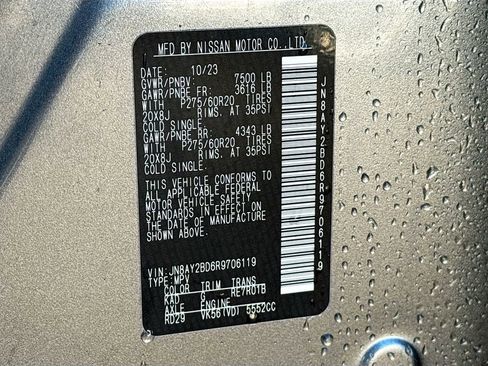 MFD BY NISSAN MOTOR CO.,LTD.
DATE: 10/23
GVWR/PNBV: 7500 LB
GAWR/PNBE FR: 3616 LB
WITH P275/60R20 TIRES
20X8J RIMS, AT 35PSI
COLD SINGLE.
GAWR/PNBE RR: 4343 LB
WITH P275/60R20 TIRES
20X8J RIMS, AT 35PSI
COLD SINGLE.
THIS VEHICLE CONFORMS TO
ALL APPLICABLE FEDERAL
MOTOR VEHICLE SAFETY
STANDARDS IN EFFECT ON
THE DATE OF MANUFACTURE
VIN: JN8AY2BD6R9706119
TYPE: MPV
COLOR TRIM TRANS
KAD G RE7R01B
AXLE ENGINE
RD29 VK56(VD) 5552CC
JN8AY2BD6R9706119